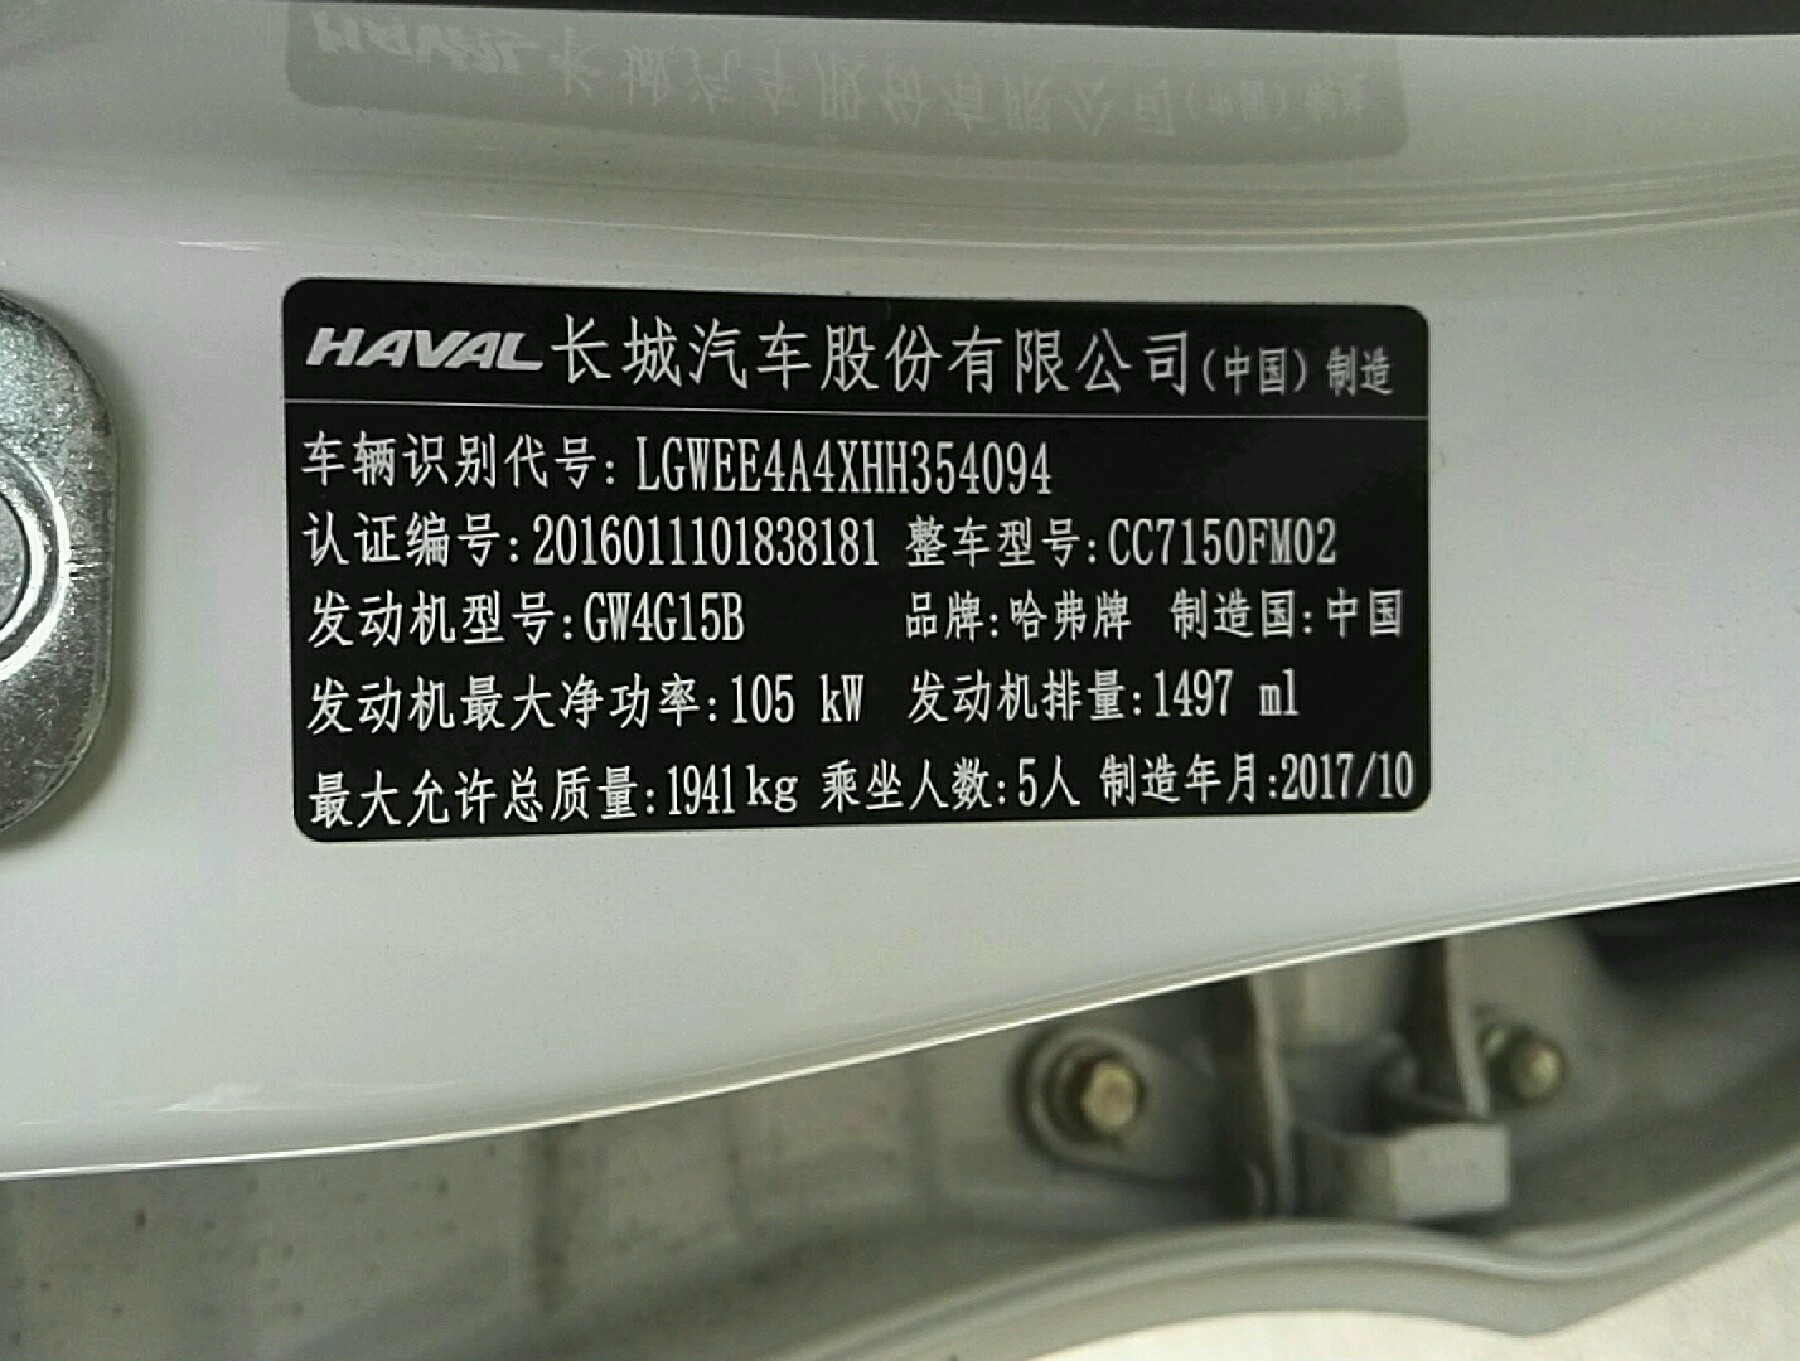 HAVAL长城汽车股份有限公司(中国)制造
车辆识别代号:LGWEE4A4XHH354094
认证编号:2016011101838181 整车型号:CC7150FM02
发动机型号:GW4G15B 品牌:哈弗牌 制造国:中国
发动机最大净功率:105 kW 发动机排量:1497 ml
最大允许总质量:1941kg 乘坐人数:5人 制造年月:2017/10